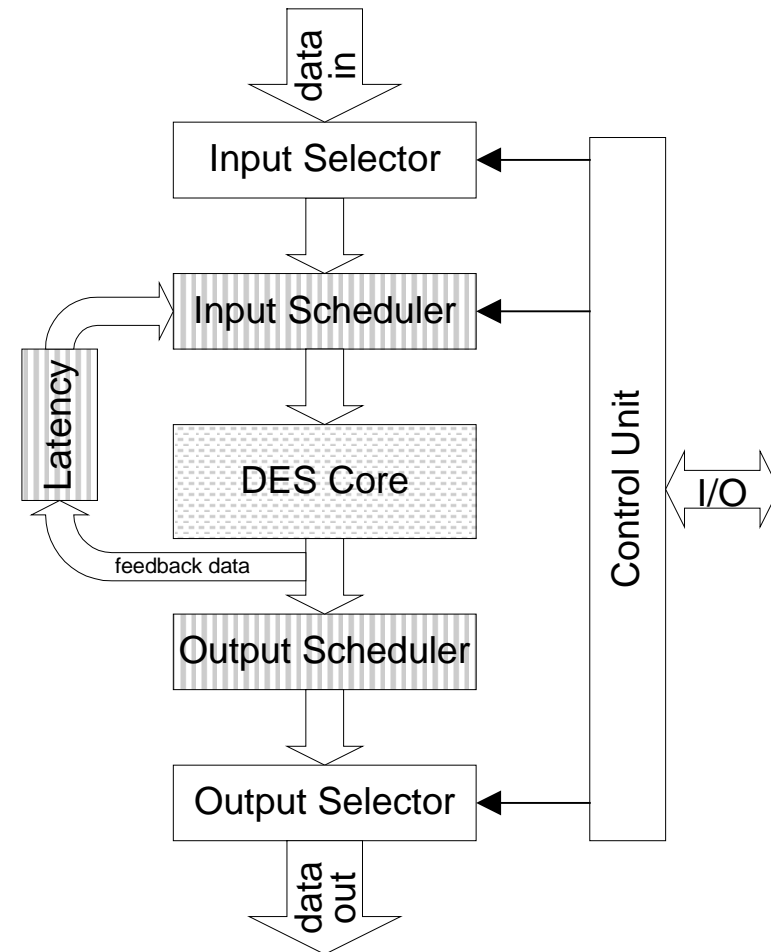 data
in
Input Selector
Input Scheduler
Latency
DES Core
Control Unit
I/O
feedback data
Output Scheduler
Output Selector
data
out